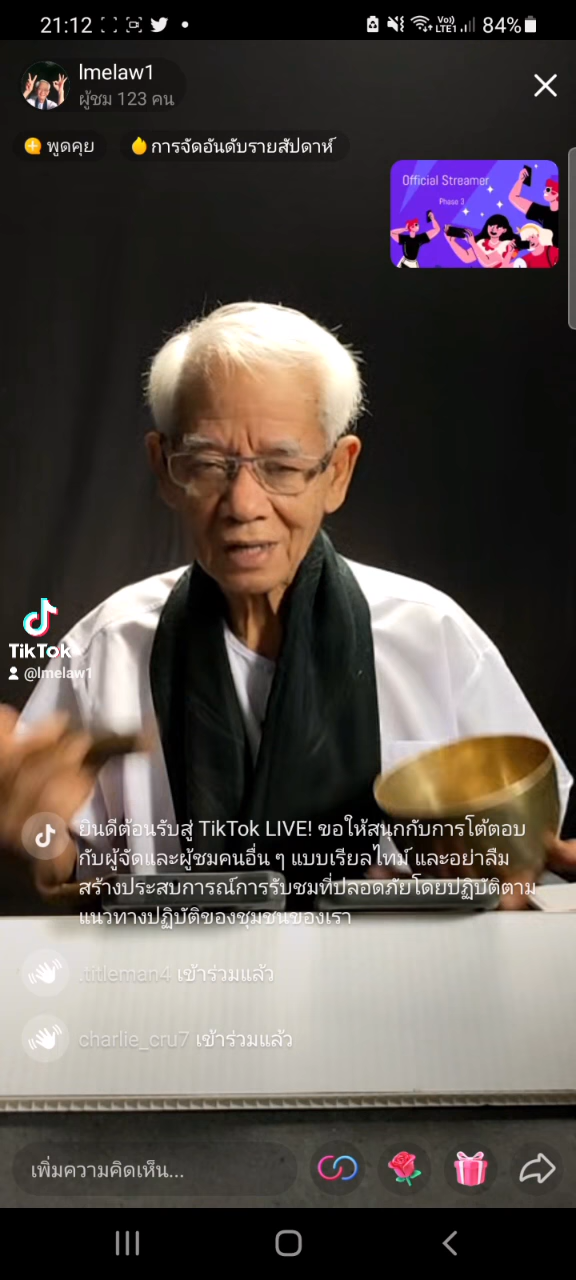 21:12
Vo)) LTE1 84%
lmelaw1
ผู้ชม 123 คน
พูดคุย
การจัดอันดับรายสัปดาห์
Official Streamer
Phase 3
TikTok
@lmelaw1
ยินดีต้อนรับสู่ TikTok LIVE! ขอให้สนุกกับการโต้ตอบ
กับผู้จัดและผู้ชมคนอื่น ๆ แบบเรียลไทม์ และอย่าลืม
สร้างประสบการณ์การรับชมที่ปลอดภัยโดยปฏิบัติตาม
แนวทางปฏิบัติของชุมชนของเรา
.titleman4 เข้าร่วมแล้ว
charlie_cru7 เข้าร่วมแล้ว
เพิ่มความคิดเห็น...